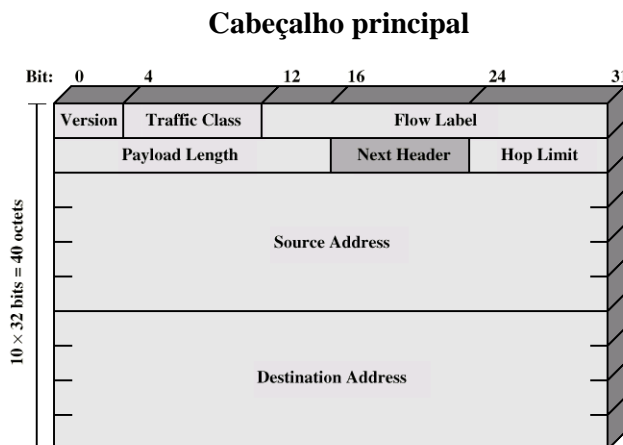 Cabeçalho principal
Bit: 0 4 12 16 24 31
Version Traffic Class Flow Label
Payload Length Next Header Hop Limit
Source Address
Destination Address
10 × 32 bits = 40 octets